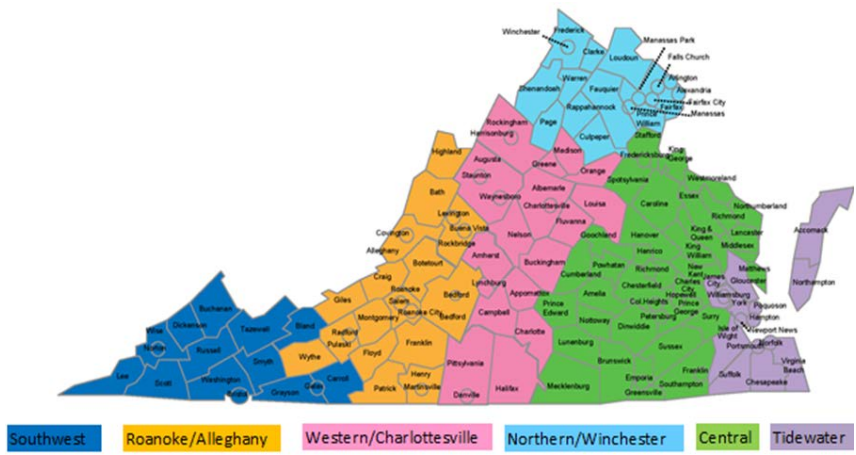 Frederick
Winchester
Clarke
Loudoun
Manassas Park
Falls Church
Arlington
Alexandria
Fairfax City
Fairfax
Manassas
Warren
Fauquier
Shenandoah
Rappahannock
Prince
William
Page
Culpeper
Stafford
Rockingham
Harrisonburg
Madison
Fredericksburg
King
George
Highland
Augusta
Greene
Orange
Spotsylvania
Westmoreland
Staunton
Bath
Waynesboro
Albemarle
Charlottesville
Louisa
Caroline
Essex
Northumberland
Richmond
Accomack
Lexington
Buena Vista
Rockbridge
Covington
Alleghany
Fluvanna
Nelson
Goochland
Hanover
King &
Queen
Lancaster
Middlesex
Northampton
Botetourt
Amherst
Buckingham
Powhatan
Henrico
King
William
Cumberland
Richmond
New
Kent
James
City
Matthews
Gloucester
Craig
Roanoke
Salem
Roanoke City
Bedford
Bedford
Lynchburg
Appomattox
Amelia
Chesterfield
Charles
City
Williamsburg
York
Poquoson
Hampton
Newport News
Giles
Montgomery
Campbell
Prince
Edward
Col.Heights
Hopewell
Prince
George
Surry
Petersburg
Buchanan
Dickenson
Wise
Norton
Tazewell
Bland
Radford
Pulaski
Franklin
Charlotte
Nottoway
Dinwiddie
Isle of
Wight
Portsmouth
Norfolk
Russell
Smyth
Wythe
Floyd
Pittsylvania
Lunenburg
Sussex
Virginia
Beach
Suffolk
Chesapeake
Lee
Scott
Washington
Bristol
Grayson
Galax
Carroll
Patrick
Henry
Martinsville
Danville
Halifax
Mecklenburg
Brunswick
Emporia
Greensville
Franklin
Southampton
Southwest
Roanoke/Alleghany
Western/Charlottesville
Northern/Winchester
Central
Tidewater